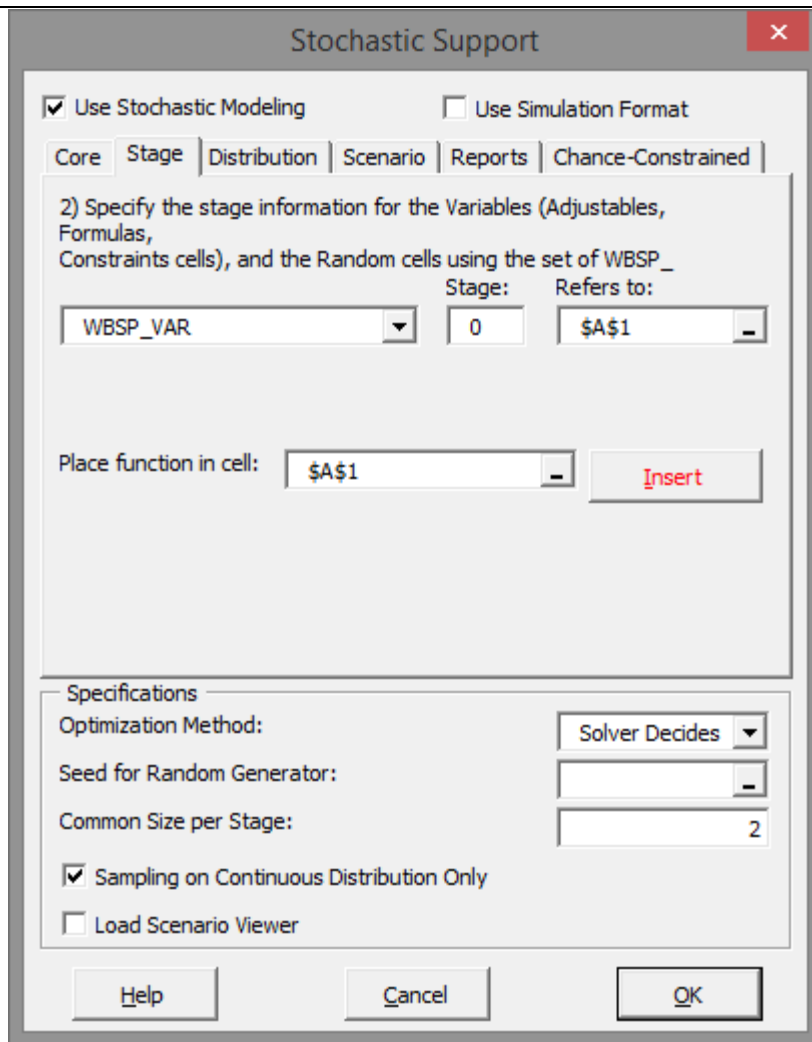 Stochastic Support
Use Stochastic Modeling Use Simulation Format
Core Stage Distribution Scenario Reports Chance-Constrained
2) Specify the stage information for the Variables (Adjustables,
Formulas,
Constraints cells), and the Random cells using the set of WBSP_
Stage: Refers to:
WBSP_VAR 0 $A$1
Place function in cell: $A$1 Insert
Specifications
Optimization Method: Solver Decides
Seed for Random Generator:
Common Size per Stage: 2
Sampling on Continuous Distribution Only
Load Scenario Viewer
Help Cancel OK